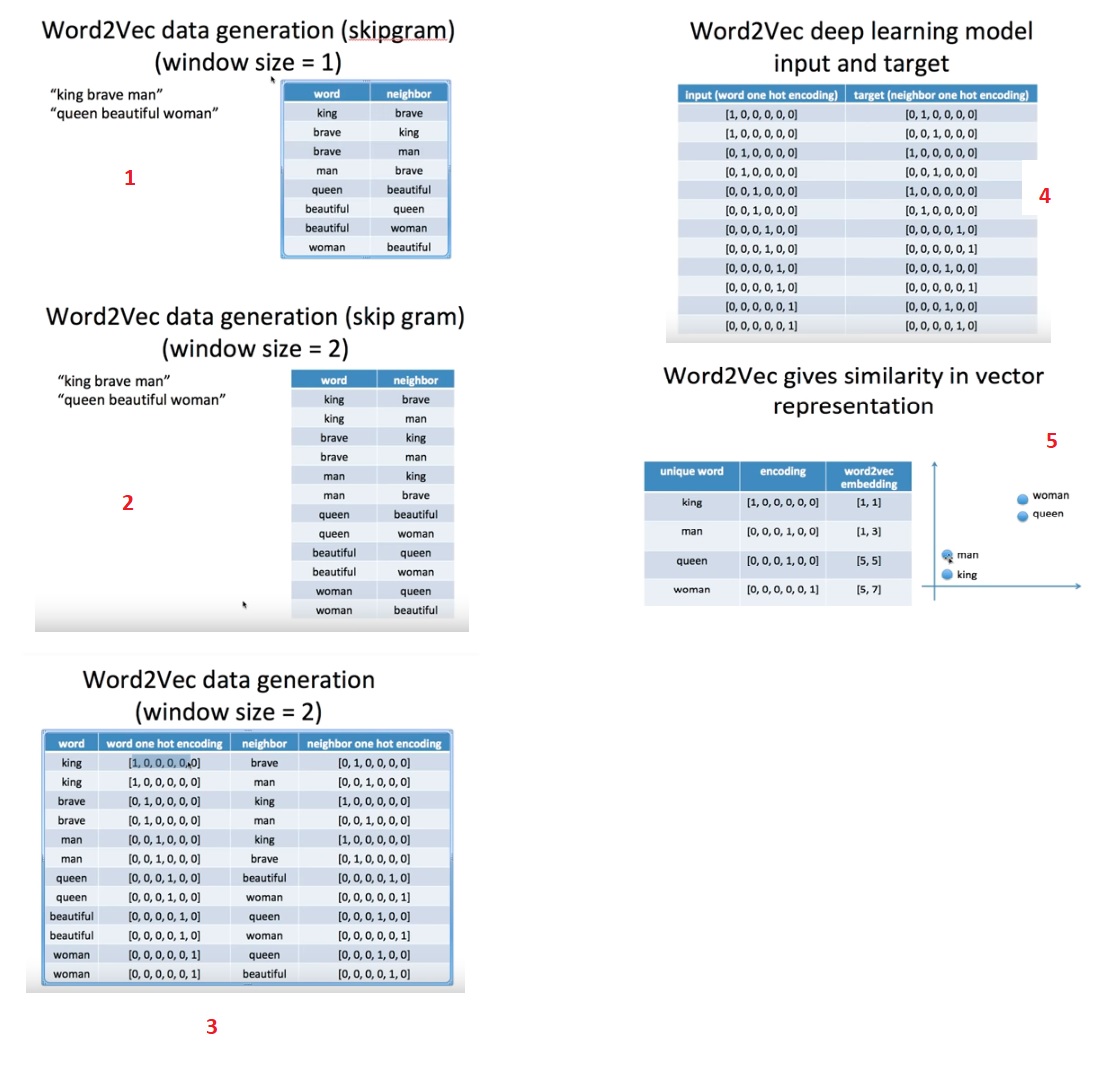 Word2Vec data generation (skipgram)
(window size = 1)
"king brave man"
"queen beautiful woman"
word neighbor
king brave
brave king
brave man
man brave
queen beautiful
beautiful queen
beautiful woman
woman beautiful
1
Word2Vec data generation (skip gram)
(window size = 2)
"king brave man"
"queen beautiful woman"
word neighbor
king brave
king man
brave king
brave man
man king
man brave
queen beautiful
queen woman
beautiful queen
beautiful woman
woman queen
woman beautiful
2
Word2Vec data generation
(window size = 2)
word word one hot encoding neighbor neighbor one hot encoding
king [1, 0, 0, 0, 0, 0] brave [0, 1, 0, 0, 0, 0]
king [1, 0, 0, 0, 0, 0] man [0, 0, 1, 0, 0, 0]
brave [0, 1, 0, 0, 0, 0] king [1, 0, 0, 0, 0, 0]
brave [0, 1, 0, 0, 0, 0] man [0, 0, 1, 0, 0, 0]
man [0, 0, 1, 0, 0, 0] king [1, 0, 0, 0, 0, 0]
man [0, 0, 1, 0, 0, 0] brave [0, 1, 0, 0, 0, 0]
queen [0, 0, 0, 1, 0, 0] beautiful [0, 0, 0, 0, 1, 0]
queen [0, 0, 0, 1, 0, 0] woman [0, 0, 0, 0, 0, 1]
beautiful [0, 0, 0, 0, 1, 0] queen [0, 0, 0, 1, 0, 0]
beautiful [0, 0, 0, 0, 1, 0] woman [0, 0, 0, 0, 0, 1]
woman [0, 0, 0, 0, 0, 1] queen [0, 0, 0, 1, 0, 0]
woman [0, 0, 0, 0, 0, 1] beautiful [0, 0, 0, 0, 1, 0]
3
Word2Vec deep learning model
input and target
input (word one hot encoding) target (neighbor one hot encoding)
[1, 0, 0, 0, 0, 0] [0, 1, 0, 0, 0, 0]
[1, 0, 0, 0, 0, 0] [0, 0, 1, 0, 0, 0]
[0, 1, 0, 0, 0, 0] [1, 0, 0, 0, 0, 0]
[0, 1, 0, 0, 0, 0] [0, 0, 1, 0, 0, 0]
[0, 0, 1, 0, 0, 0] [1, 0, 0, 0, 0, 0]
[0, 0, 1, 0, 0, 0] [0, 1, 0, 0, 0, 0]
[0, 0, 0, 1, 0, 0] [0, 0, 0, 0, 1, 0]
[0, 0, 0, 1, 0, 0] [0, 0, 0, 0, 0, 1]
[0, 0, 0, 0, 1, 0] [0, 0, 0, 1, 0, 0]
[0, 0, 0, 0, 1, 0] [0, 0, 0, 0, 0, 1]
[0, 0, 0, 0, 0, 1] [0, 0, 0, 1, 0, 0]
[0, 0, 0, 0, 0, 1] [0, 0, 0, 0, 1, 0]
4
Word2Vec gives similarity in vector
representation
5
unique word encoding word2vec
embedding
king [1, 0, 0, 0, 0, 0] [1, 1]
man [0, 0, 0, 1, 0, 0] [1, 3]
queen [0, 0, 0, 1, 0, 0] [5, 5]
woman [0, 0, 0, 0, 0, 1] [5, 7]
woman
queen
man
king